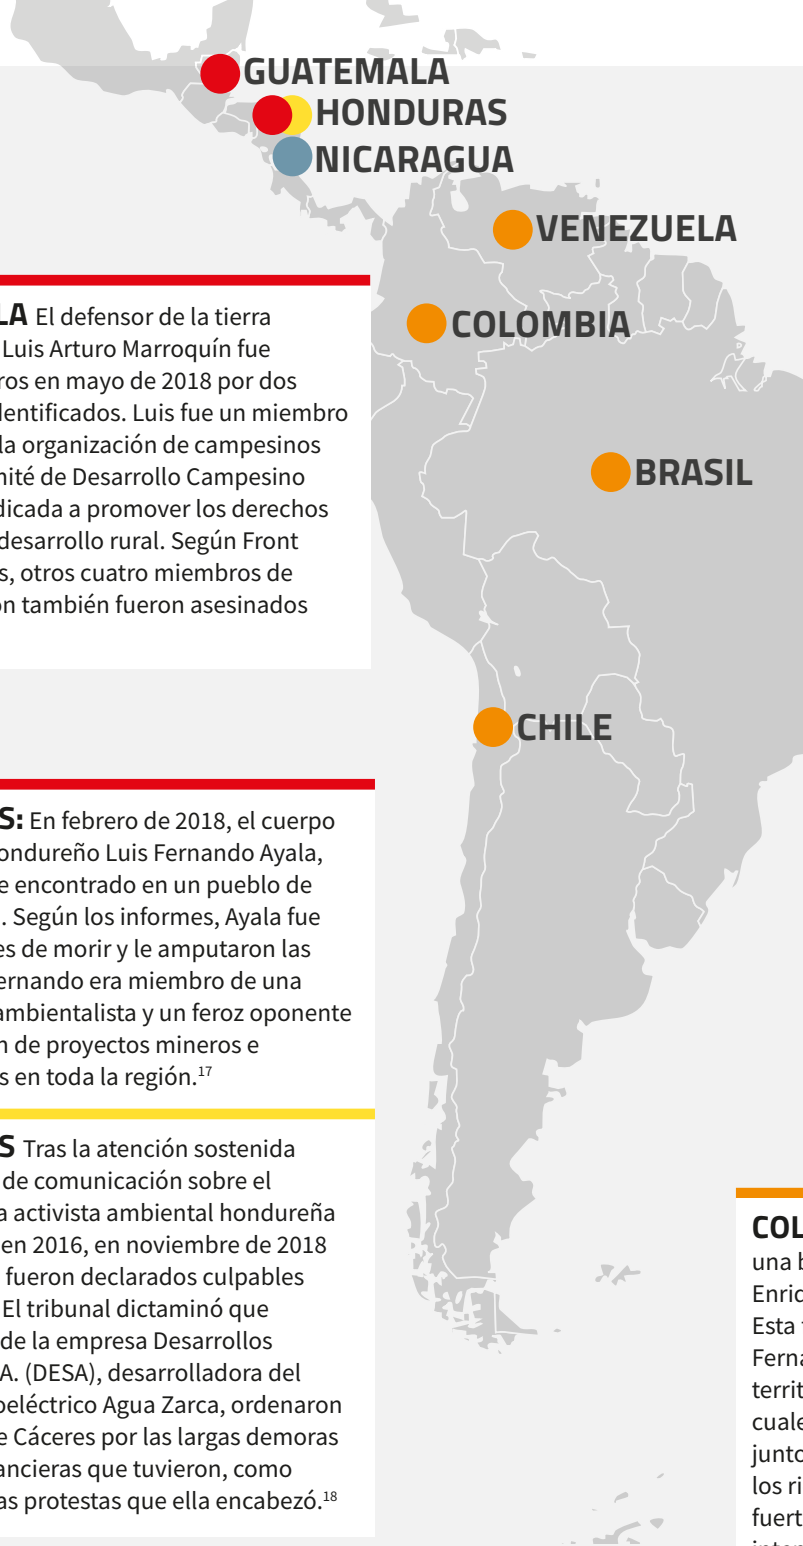 GUATEMALA
HONDURAS
NICARAGUA
VENEZUELA
COLOMBIA
BRASIL
CHILE
LA El defensor de la tierra
Luis Arturo Marroquín fue
ros en mayo de 2018 por dos
dentificados. Luis fue un miembro
la organización de campesinos
mité de Desarrollo Campesino
dicada a promover los derechos
desarrollo rural. Según Front
s, otros cuatro miembros de
ón también fueron asesinados
S: En febrero de 2018, el cuerpo
ondureño Luis Fernando Ayala,
e encontrado en un pueblo de
. Según los informes, Ayala fue
es de morir y le amputaron las
ernando era miembro de una
ambientalista y un feroz oponente
n de proyectos mineros e
s en toda la región.17
S Tras la atención sostenida
de comunicación sobre el
a activista ambiental hondureña
en 2016, en noviembre de 2018
fueron declarados culpables
El tribunal dictaminó que
de la empresa Desarrollos
A. (DESA), desarrolladora del
oeléctrico Agua Zarca, ordenaron
e Cáceres por las largas demoras
ancieras que tuvieron, como
as protestas que ella encabezó.18
COL
una b
Enric
Esta
Ferna
territ
cuale
junto
los ri
fuert